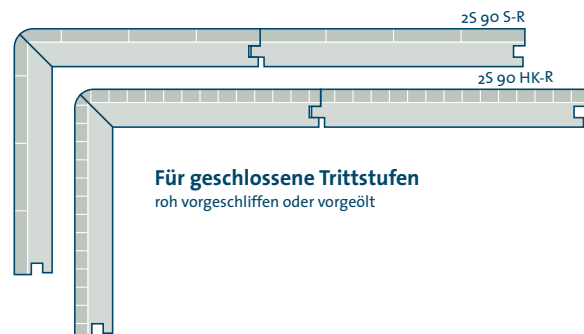 2S 90 S-R
2S 90 HK-R
Für geschlossene Trittstufen
roh vorgeschliffen oder vorgeölt